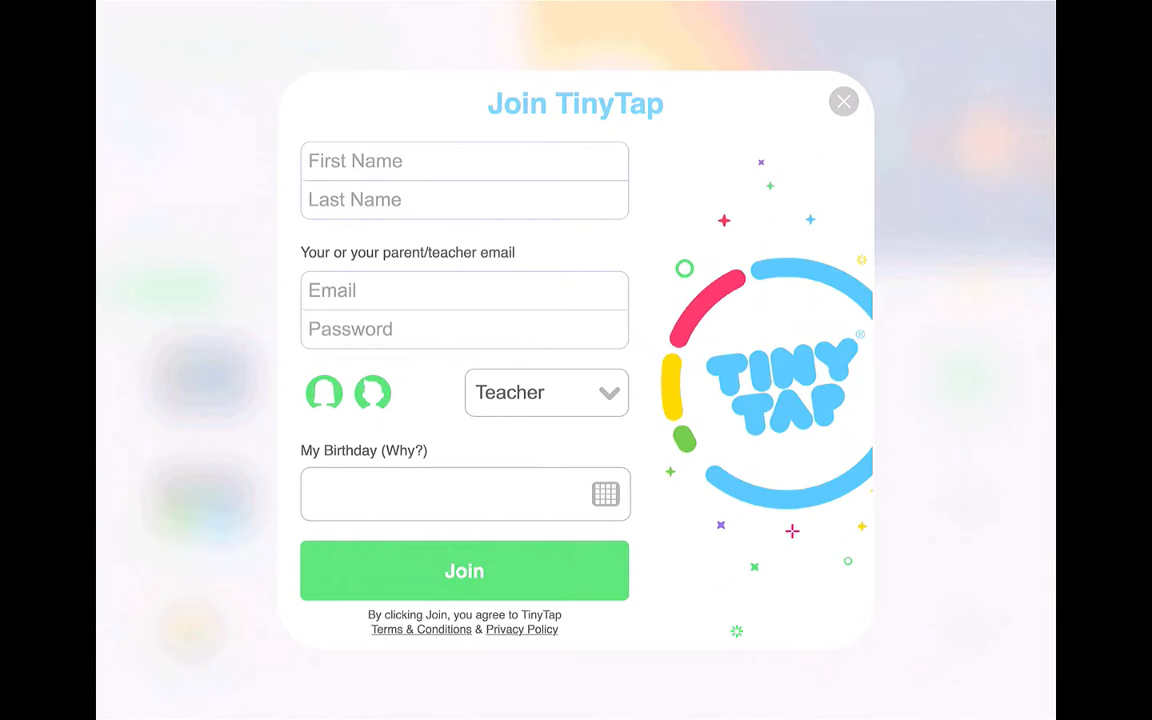 Join TinyTap
First Name
Last Name
Your or your parent/teacher email
Email
Password
Teacher
My Birthday (Why?)
Join
By clicking Join, you agree to TinyTap
Terms & Conditions & Privacy Policy
TINY
TAP
®